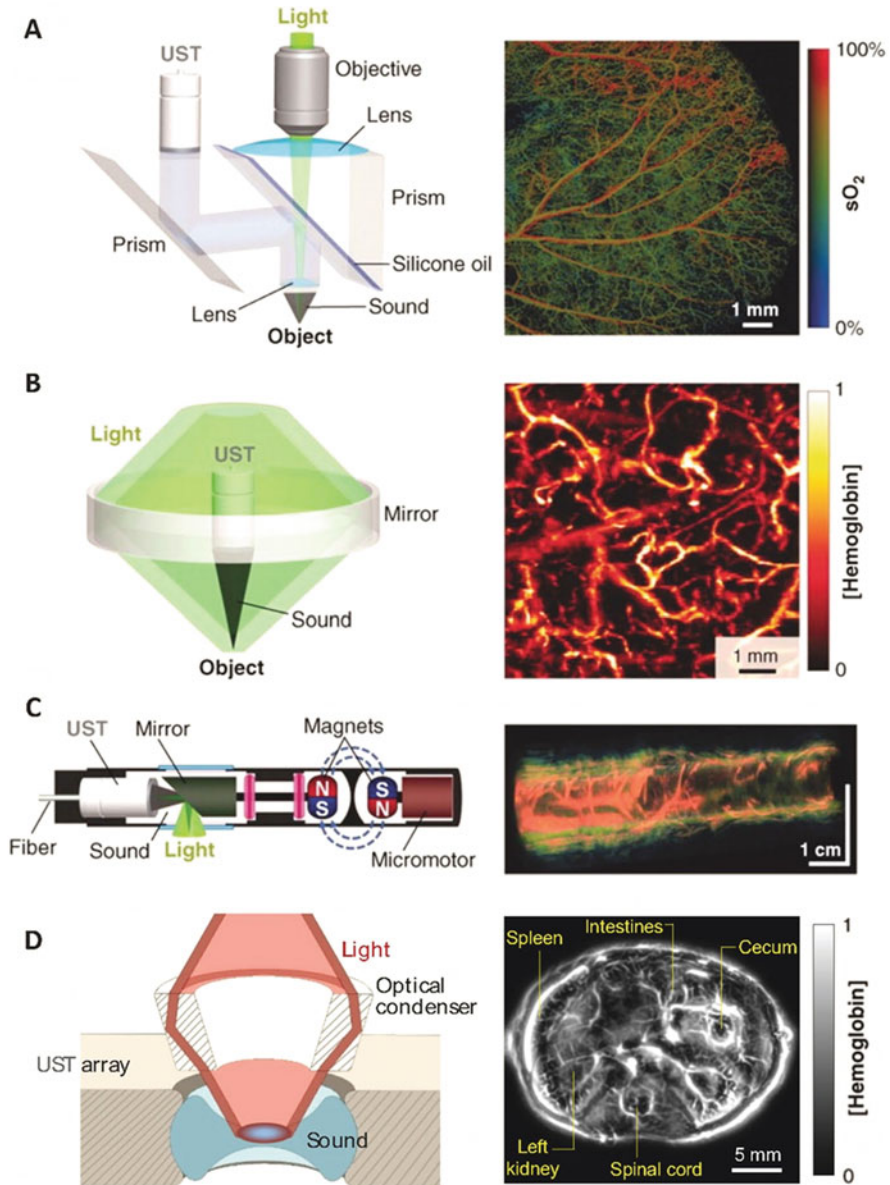 A
Light
UST
Objective
Lens
Prism
Prism
Silicone oil
Lens
Sound
Object
100%
sO2
1 mm
0%
B
Light
UST
Mirror
Sound
Object
1
[Hemoglobin]
1 mm
0
C
UST
Mirror
Magnets
N
S
S
N
Fiber
Sound
Light
Micromotor
1 cm
D
Light
Optical
condenser
UST array
Sound
Intestines
Spleen
Cecum
Left
kidney
Spinal cord
5 mm
1
[Hemoglobin]
0